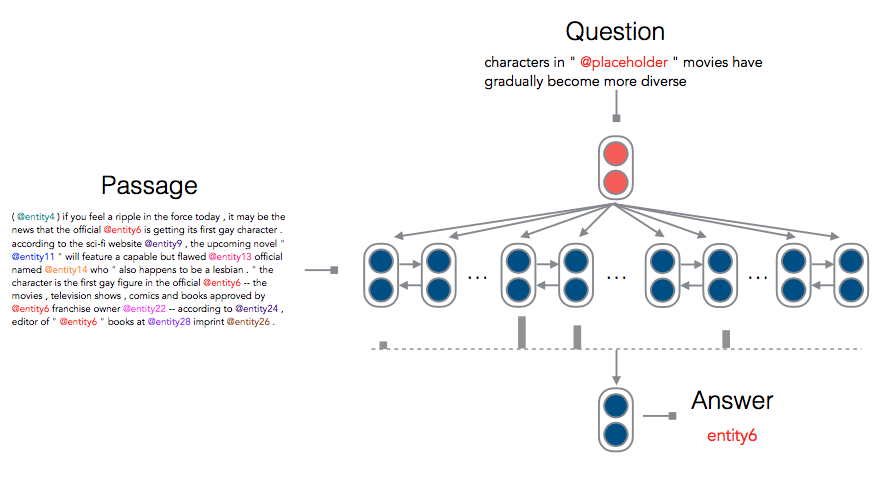 Question
characters in " @placeholder " movies have
gradually become more diverse
Passage
( @entity4 ) if you feel a ripple in the force today , it may be the
news that the official @entity6 is getting its first gay character .
according to the sci-fi website @entity9 , the upcoming novel "
@entity11 " will feature a capable but flawed @entity13 official
named @entity14 who " also happens to be a lesbian . " the
character is the first gay figure in the official @entity6 -- the
movies , television shows , comics and books approved by
@entity6 franchise owner @entity22 -- according to @entity24 ,
editor of " @entity6 " books at @entity28 imprint @entity26 .
...
...
...
Answer
entity6